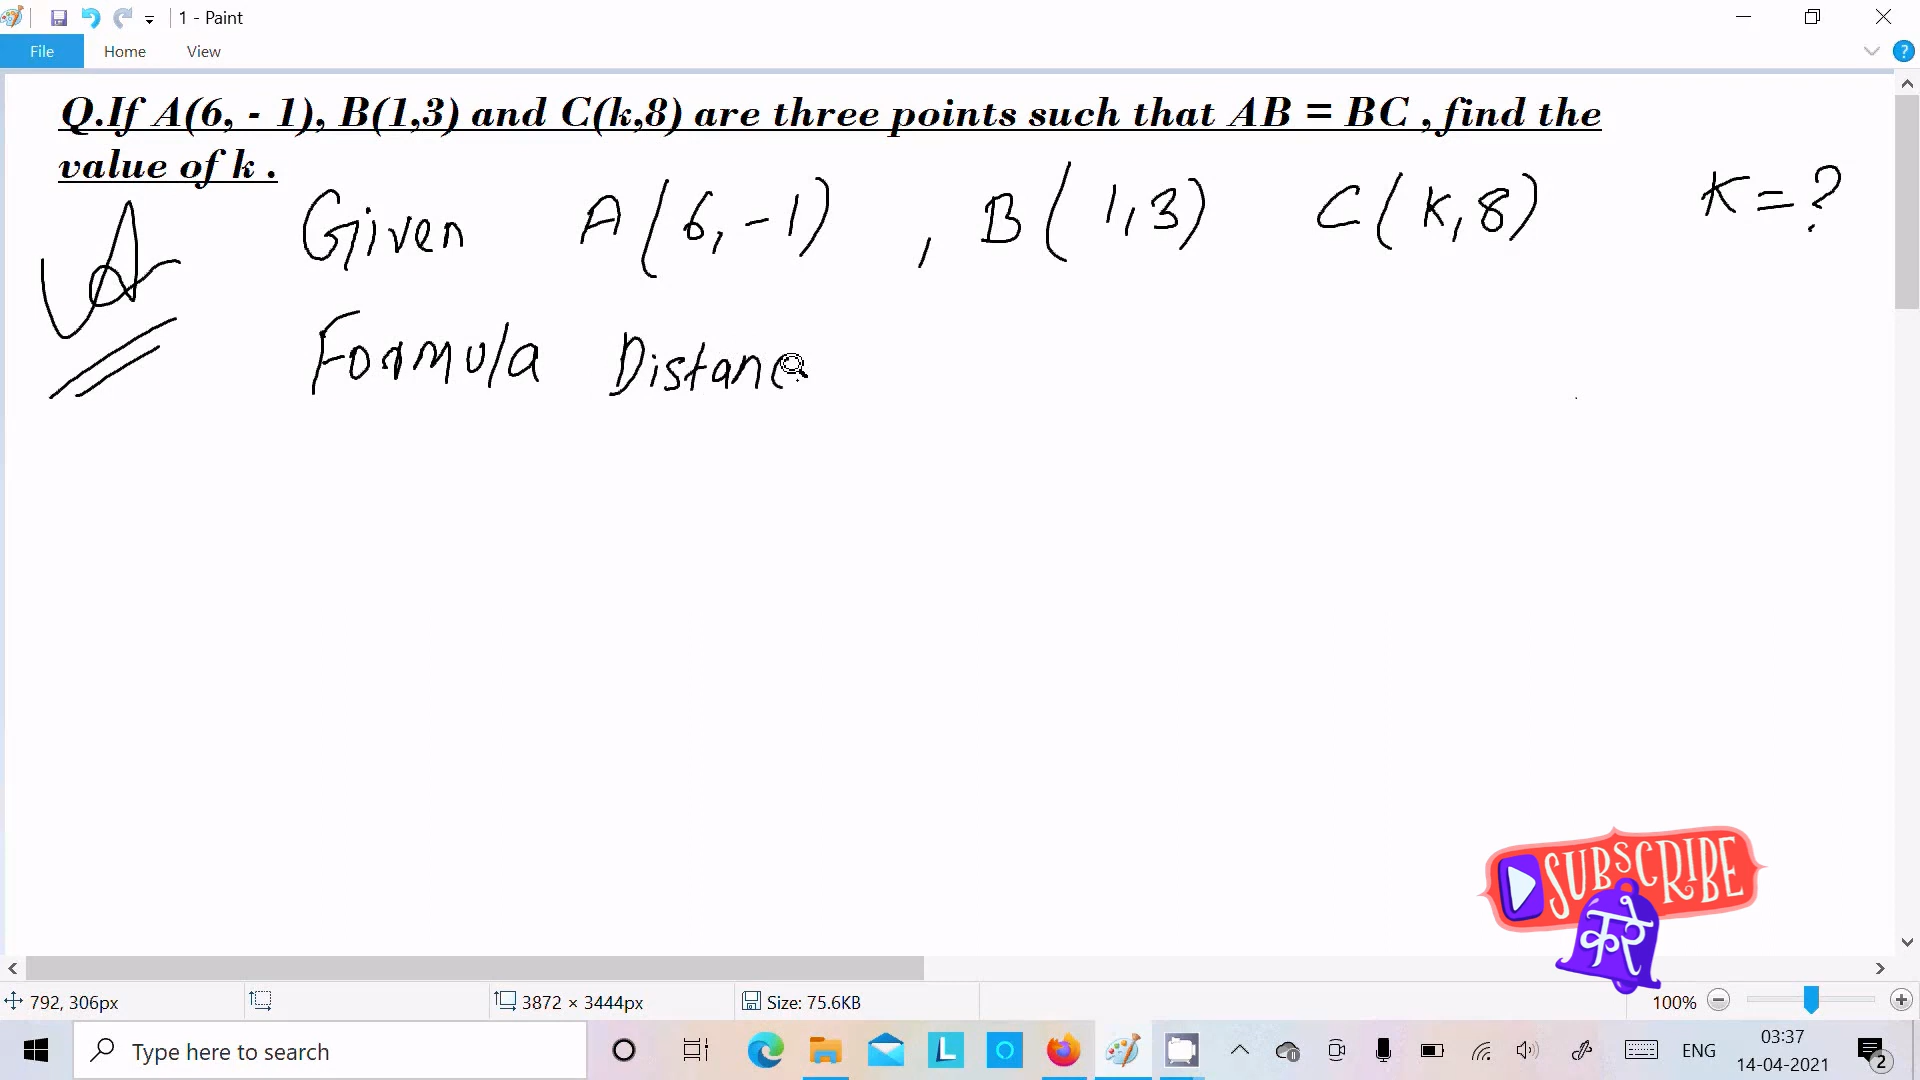 1 - Paint
File Home View
Q.If A(6, - 1), B(1,3) and C(k,8) are three points such that AB = BC , find the
value of k .
Given A(6,-1) , B(1,3) C(K,8) K=?
Formula Distanc
SUBSCRIBE
करे
792, 306px 3872 × 3444px Size: 75.6KB 100%
Type here to search
ENG
03:37
14-04-2021
2